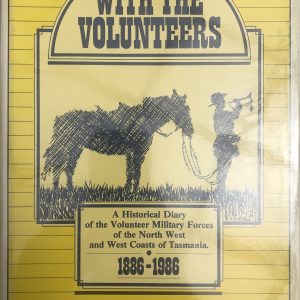 WITH THE
VOLUNTEERS
A Historical Diary
of the Volunteer Military Forces
of the North West
and West Coasts of Tasmania.
1886-1986